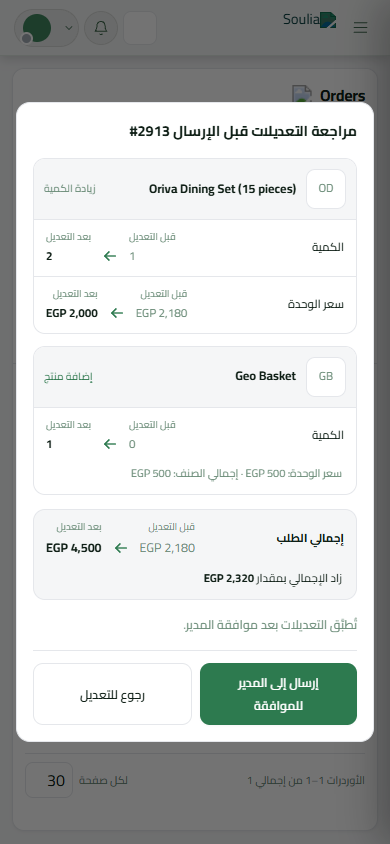 Soulia
Orders
مراجعة التعديلات قبل الإرسال 2913#
OD
Oriva Dining Set (15 pieces)
زيادة الكمية
الكمية
قبل التعديل
1
بعد التعديل
2
سعر الوحدة
قبل التعديل
EGP 2,180
بعد التعديل
EGP 2,000
GB
Geo Basket
إضافة منتج
الكمية
قبل التعديل
0
بعد التعديل
1
سعر الوحدة: EGP 500 · إجمالي الصنف: EGP 500
إجمالي الطلب
قبل التعديل
EGP 2,180
بعد التعديل
EGP 4,500
زاد الإجمالي بمقدار EGP 2,320
تُطبَّق التعديلات بعد موافقة المدير.
إرسال إلى المدير
للموافقة
رجوع للتعديل
الأوردرات 1–1 من إجمالي 1
لكل صفحة
30